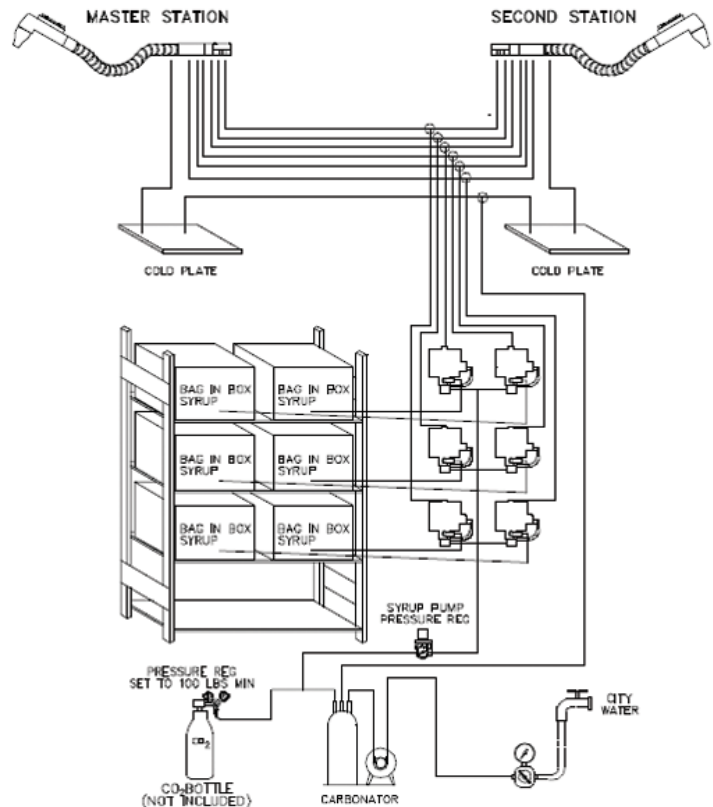 MASTER STATION
SECOND STATION
COLD PLATE
COLD PLATE
BAG IN BOX
SYRUP
BAG IN BOX
SYRUP
BAG IN BOX
SYRUP
BAG IN BOX
SYRUP
BAG IN BOX
SYRUP
BAG IN BOX
SYRUP
SYRUP PUMP
PRESSURE REG
PRESSURE REG
SET TO 100 LBS MIN
CITY
WATER
CO2
CO2BOTTLE
(NOT INCLUDED)
CARBONATOR